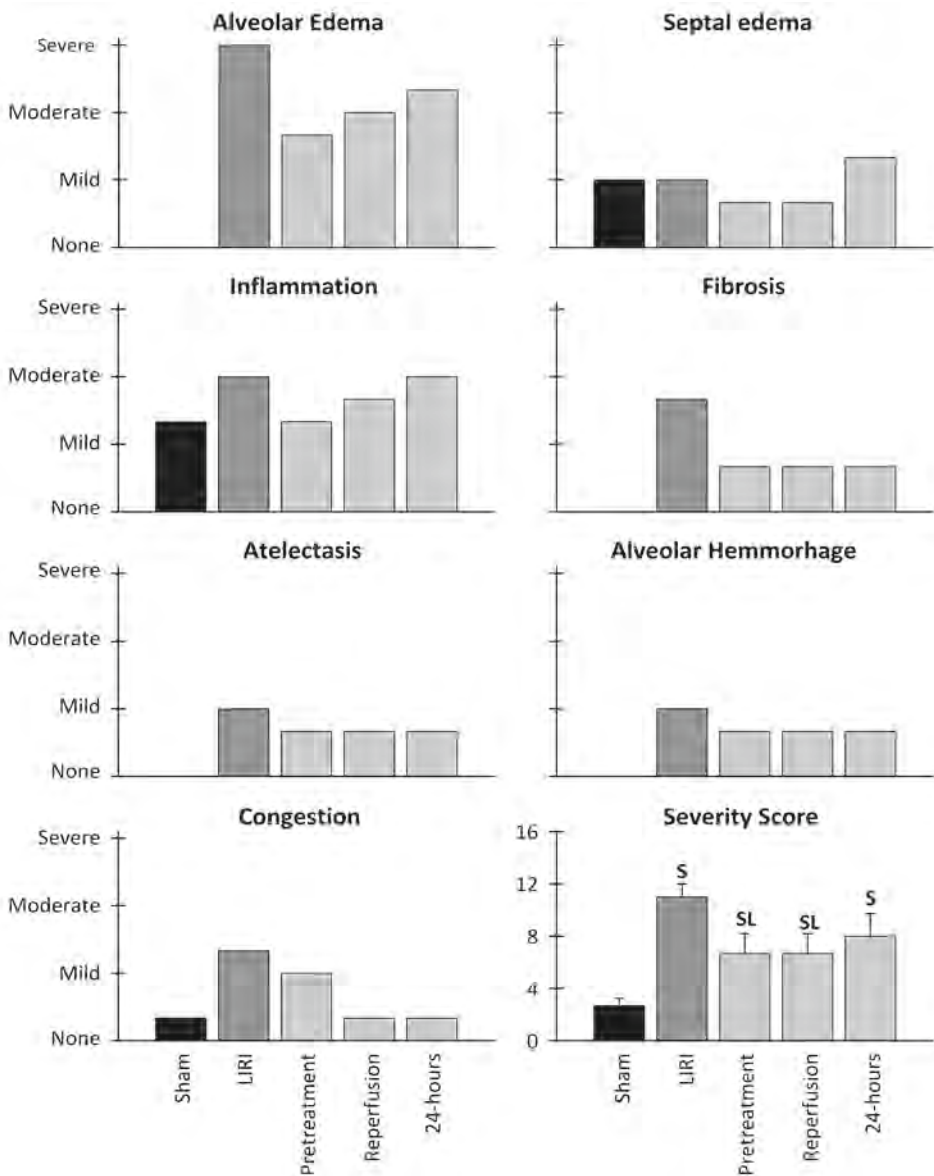 Alveolar Edema
Septal edema
Severe
Moderate
Mild
None
Inflammation
Fibrosis
Severe
Moderate
Mild
None
Atelectasis
Alveolar Hemmorhage
Severe
Moderate
Mild
None
Congestion
Severity Score
Severe
Moderate
Mild
None
16
12
8
4
0
S
SL
SL
S
Sham
LIRI
Pretreatment
Reperfusion
24-hours
Sham
LIRI
Pretreatment
Reperfusion
24-hours